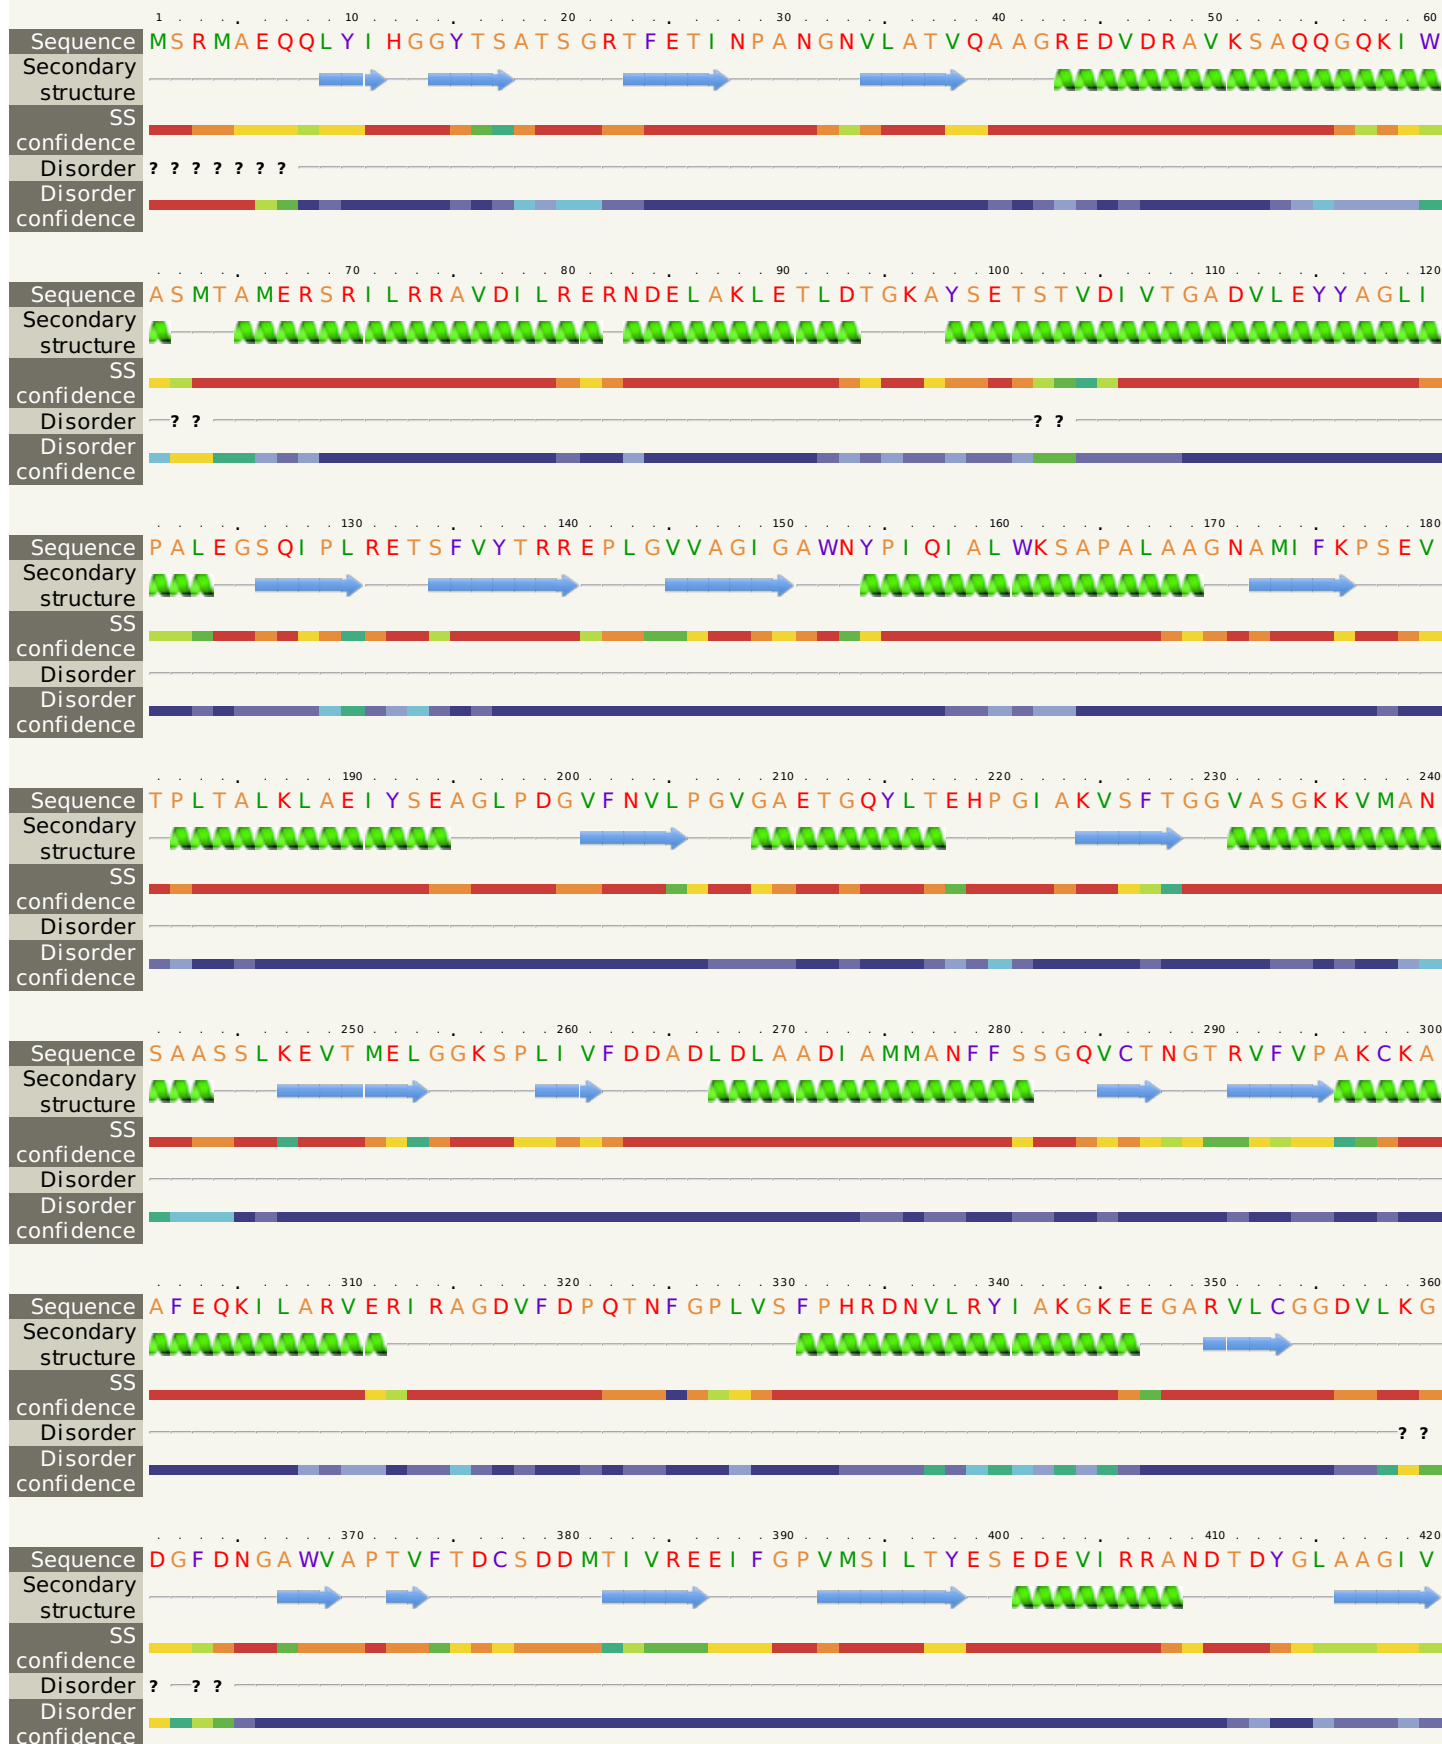 1 10 20 30 40 50 60
Sequence MSRMAEQQLYIHGGYTSATSGRTFETINPANGNVLATVQAAGREDVDRAVKSAQQGQKIW
Secondary
structure
SS
confidence
Disorder ? ? ? ? ? ? ?
Disorder
confidence
70 80 90 100 110 120
Sequence ASMTAMERSRILRRAVDILRERNDELAKLETLDTGKAYSETSTVDIVTGADVLEYYAGLI
Secondary
structure
SS
confidence
Disorder ? ? ? ?
Disorder
confidence
130 140 150 160 170 180
Sequence PALEGSQIPLRETSFVYTRREPLGVVAGIGAWNYPIQIALWKSAPALAAGNAMIFKPSEV
Secondary
structure
SS
confidence
Disorder
Disorder
confidence
190 200 210 220 230 240
Sequence TPLTALKLAEIYSEAGLPDGVFNVLPGVGAETGQYLTEHPGIAKVSFTGGVASGKKVMAN
Secondary
structure
SS
confidence
Disorder
Disorder
confidence
250 260 270 280 290 300
Sequence SAASSLKEVTMELGGKSPLIVFDDADLDLAADIAMMANFFSSGQVCTNGTRVFVPAKCKA
Secondary
structure
SS
confidence
Disorder
Disorder
confidence
310 320 330 340 350 360
Sequence AFEQKILARVERIRAGDVFDPQTNFGPLVSFPHRDNVLRYIAKGKEEGARVLCGGDVLKG
Secondary
structure
SS
confidence
Disorder ? ?
Disorder
confidence
370 380 390 400 410 420
Sequence DGFDNGAWVAPTVFTDCSDDMTIVREEIFGPVMSILTYESEDEVIRRANDTDYGLAAGIV
Secondary
structure
SS
confidence
Disorder ? ? ?
Disorder
confidence